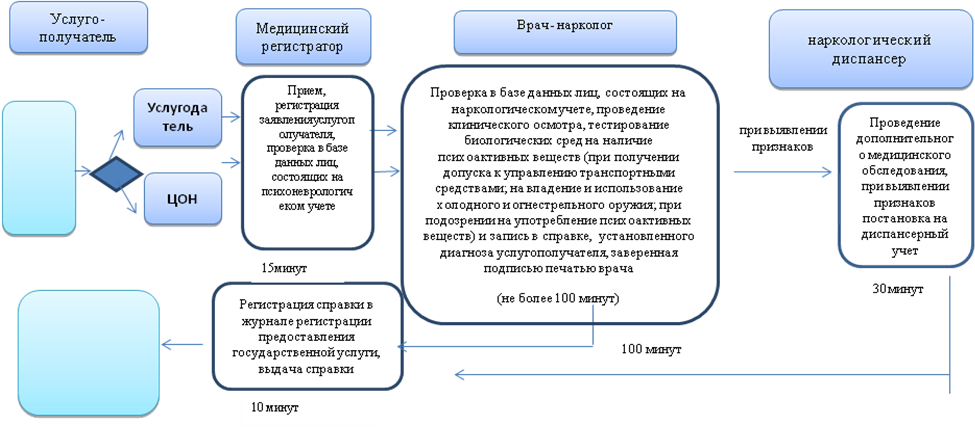 Услуго-
получатель
Медицинский
регистратор
Врач- нарколог
наркологический
диспансер
Услугода
тель
ЦОН
Прием,
регистрация
заявленияуслугоп
олучателя,
проверка в базе
данных лиц,
состоящих на
психоневрологич
еком учете
15минут
Проверка в базе данных лиц, состоящих на
наркологическомучете, проведение
клинического осмотра, тестирование
биологических сред на наличие
психоактивных веществ (при получении
допуска к управлению транспортными
средствами; на владение и использование
холодного и огнестрельного оружия; при
подозрении на употребление психоактивных
веществ) и запись в справке, установленного
диагноза услугополучателя, заверенная
подписью печатью врача
(не более 100 минут)
100 минут
при выявлении
признаков
Проведение
дополнительног
о медицинского
обследования,
при выявлении
признаков
постановка на
диспансерный
учет
30минут
Регистрация справки в
журнале регистрации
предоставления
государственной услуги,
выдача справки
10 минут